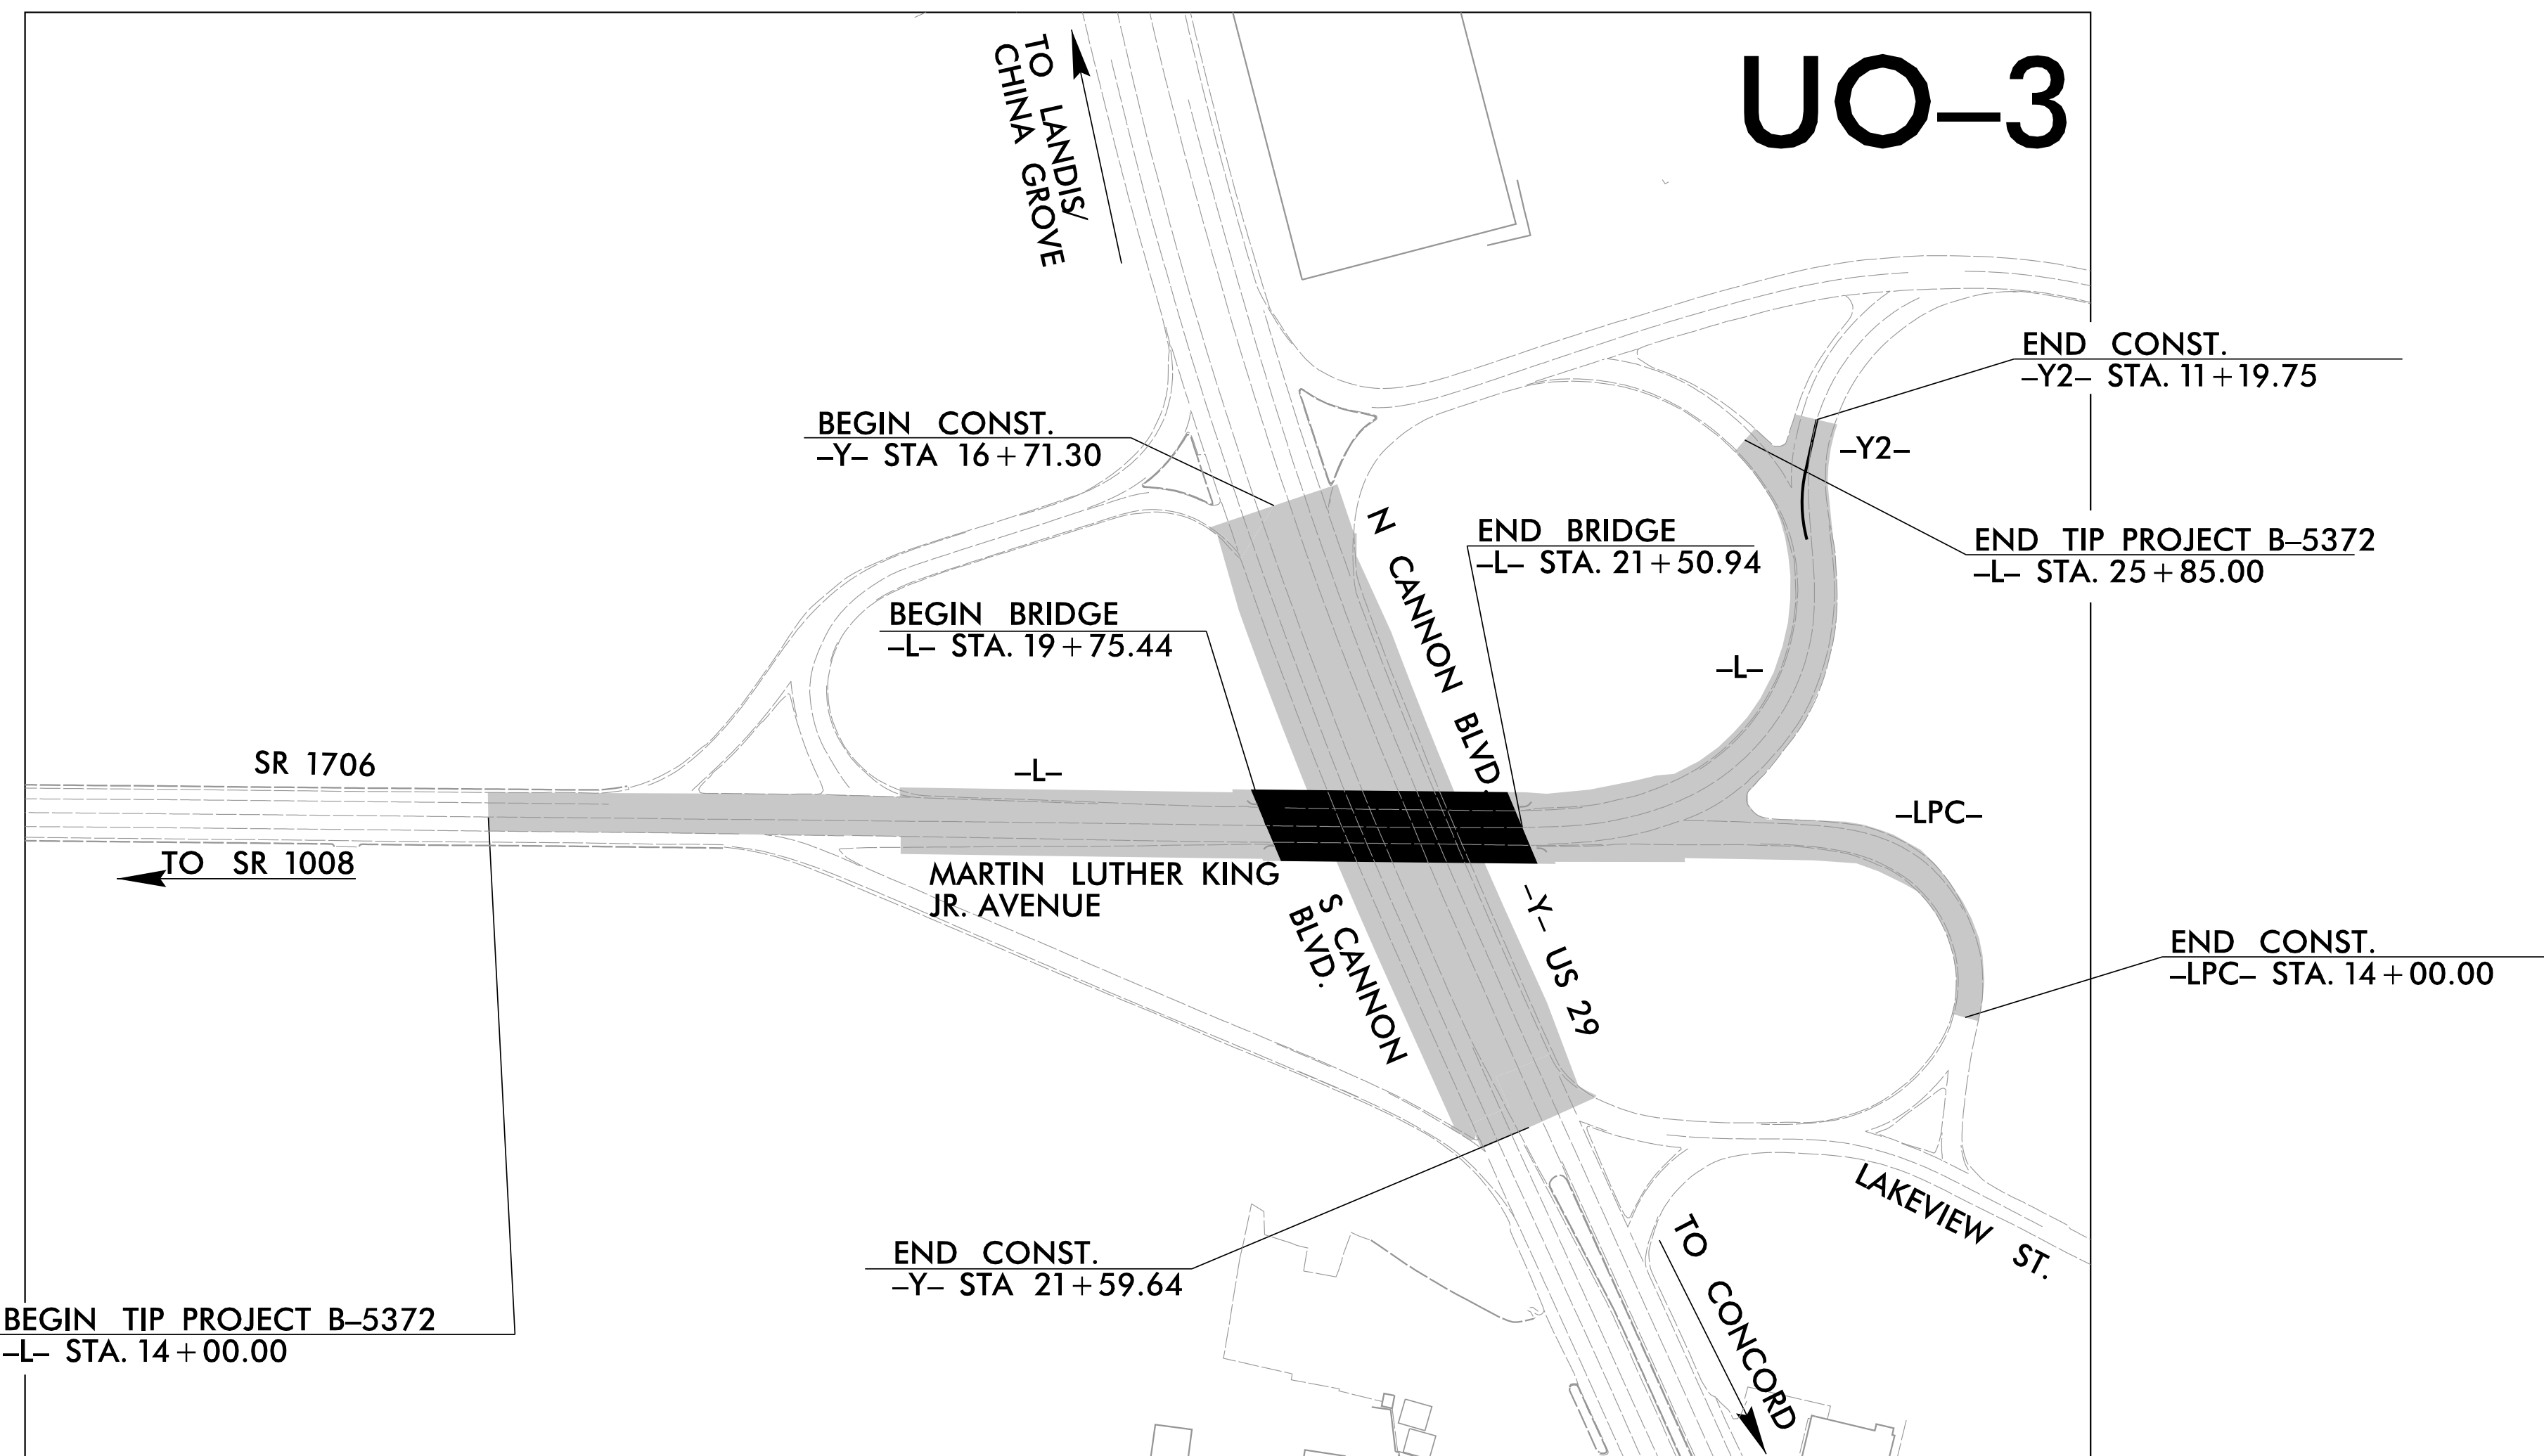 UO–3
TO LANDIS/
CHINA GROVE
END CONST.
–Y2– STA. 11+19.75
BEGIN CONST.
–Y– STA 16+71.30
–Y2–
N CANNON BLVD.
END BRIDGE
–L– STA. 21+50.94
END TIP PROJECT B–5372
–L– STA. 25+85.00
BEGIN BRIDGE
–L– STA. 19+75.44
–L–
SR 1706
–L–
–LPC–
TO SR 1008
MARTIN LUTHER KING
JR. AVENUE
S CANNON
BLVD.
–Y– US 29
END CONST.
–LPC– STA. 14+00.00
LAKEVIEW ST.
END CONST.
–Y– STA 21+59.64
TO CONCORD
BEGIN TIP PROJECT B–5372
–L– STA. 14+00.00